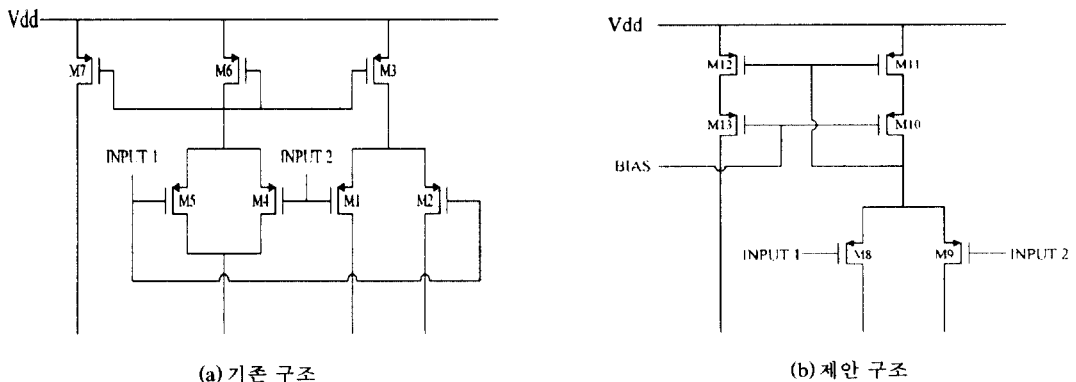 Vdd
M7
M6
M3
INPUT 1
INPUT 2
M5
M4
M1
M2
(a) 기존 구조
Vdd
M12
M11
M13
M10
BIAS
INPUT 1
M8
M9
INPUT 2
(b) 제안 구조